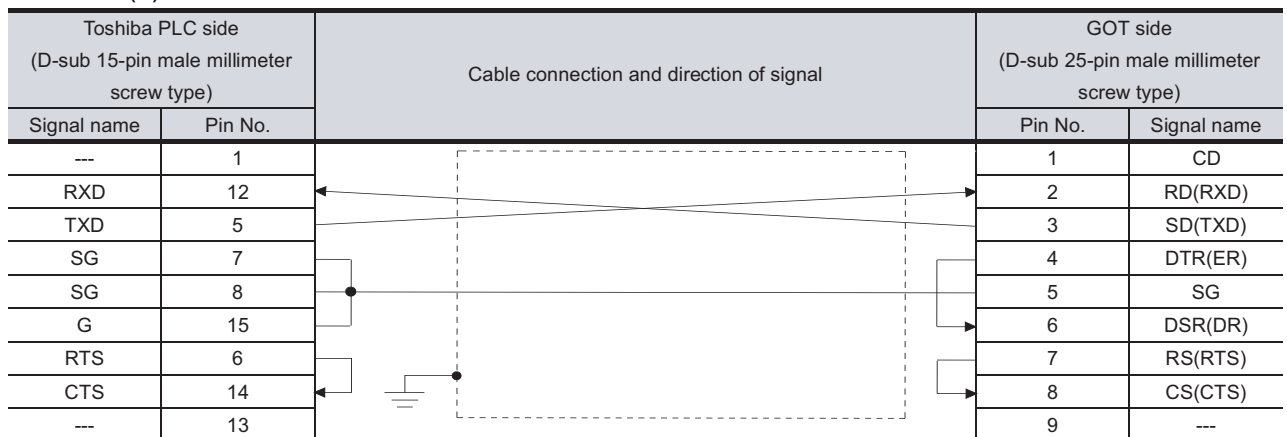 Toshiba PLC side
(D-sub 15-pin male millimeter
screw type)
Cable connection and direction of signal
GOT side
(D-sub 25-pin male millimeter
screw type)
Signal name Pin No. Pin No. Signal name
--- 1 1 CD
RXD 12 2 RD(RXD)
TXD 5 3 SD(TXD)
SG 7 4 DTR(ER)
SG 8 5 SG
G 15 6 DSR(DR)
RTS 6 7 RS(RTS)
CTS 14 8 CS(CTS)
--- 13 9 ---